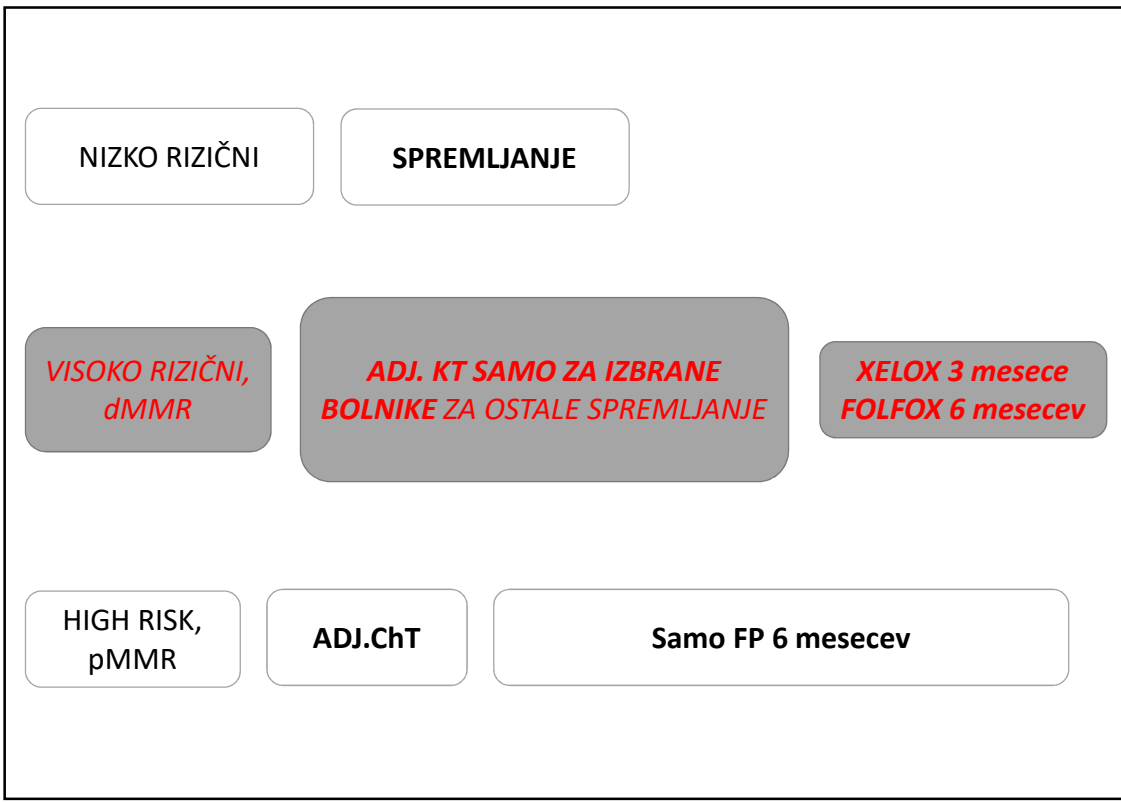 NIZKO RIZIČNI
SPREMLJANJE
VISOKO RIZIČNI,
dMMR
ADJ. KT SAMO ZA IZBRANE
BOLNIKE ZA OSTALE SPREMLJANJE
XELOX 3 mesece
FOLFOX 6 mesecev
HIGH RISK,
pMMR
ADJ.ChT
Samo FP 6 mesecev